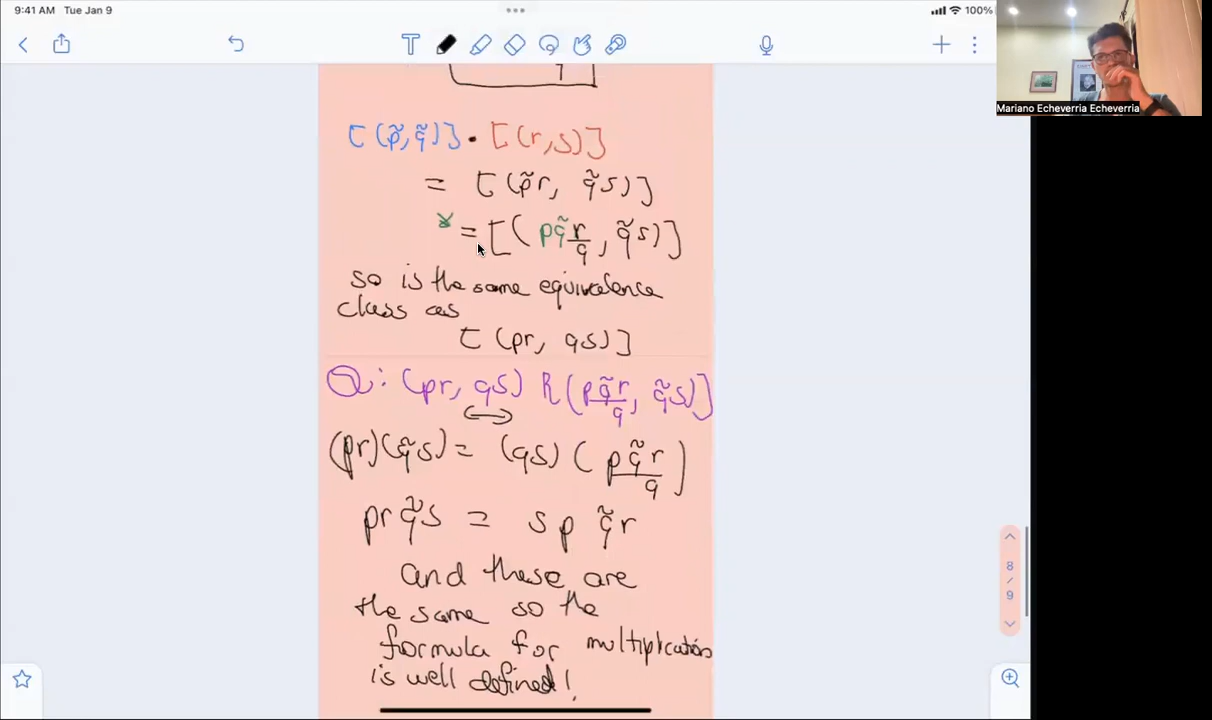 9:41 AM Tue Jan 9
100%
Mariano Echeverria Echeverria
[(p̃, q̃)] · [(r, s)]
= [(p̃r, q̃s)]
* = [(pq̃ r/q, q̃s)]
so is the same equivalence
class as
[(pr, qs)]
Q: (pr, qs) R (pq̃r/q, q̃s)]
⟷
(pr)(q̃s) = (qs)(pq̃r/q)
prq̃s = sp q̃r
and these are
the same so the
formula for multiplication
is well defined!
8
/
9